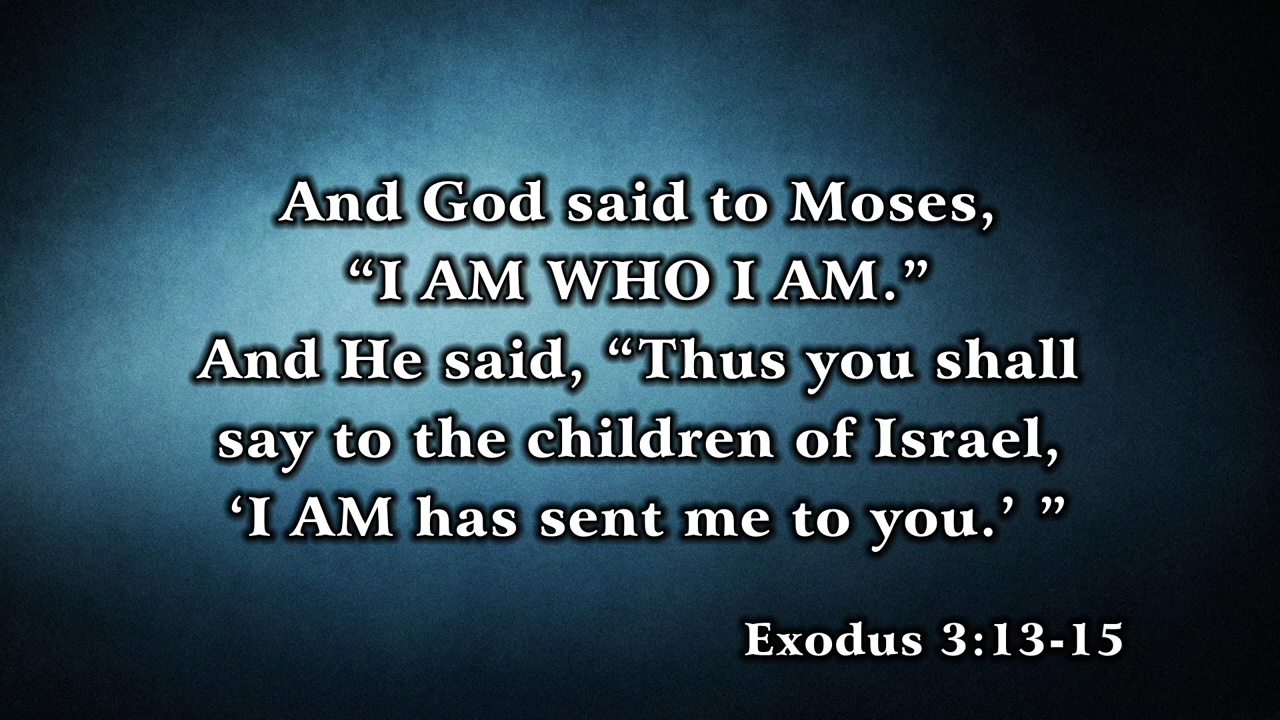 And God said to Moses,
“I AM WHO I AM.”
And He said, “Thus you shall
say to the children of Israel,
‘I AM has sent me to you.’ ”
Exodus 3:13-15